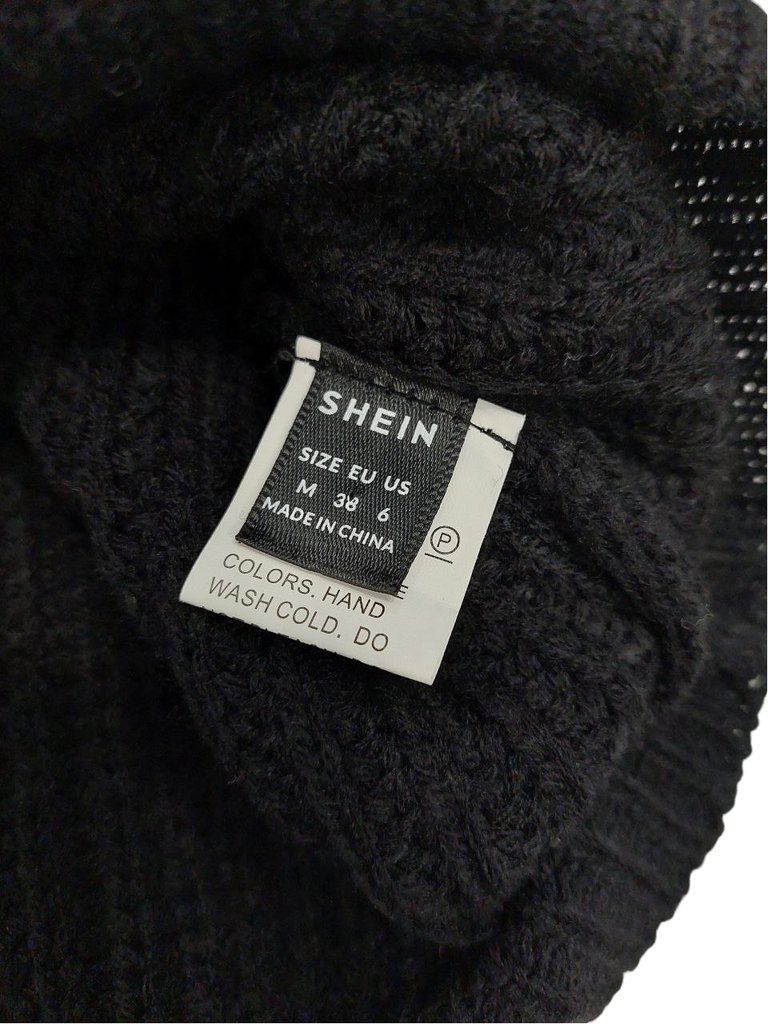 SHEIN
SIZE EU US
M 38 6
MADE IN CHINA
P
COLORS. HAND
WASH COLD. DO